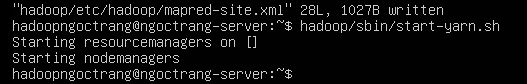 "hadoop/etc/hadoop/mapred-site.xml" 28L, 1027B written
hadoopngoctrang@ngoctrang-server:~$ hadoop/sbin/start-yarn.sh
Starting resourcemanagers on []
Starting nodemanagers
hadoopngoctrang@ngoctrang-server:~$